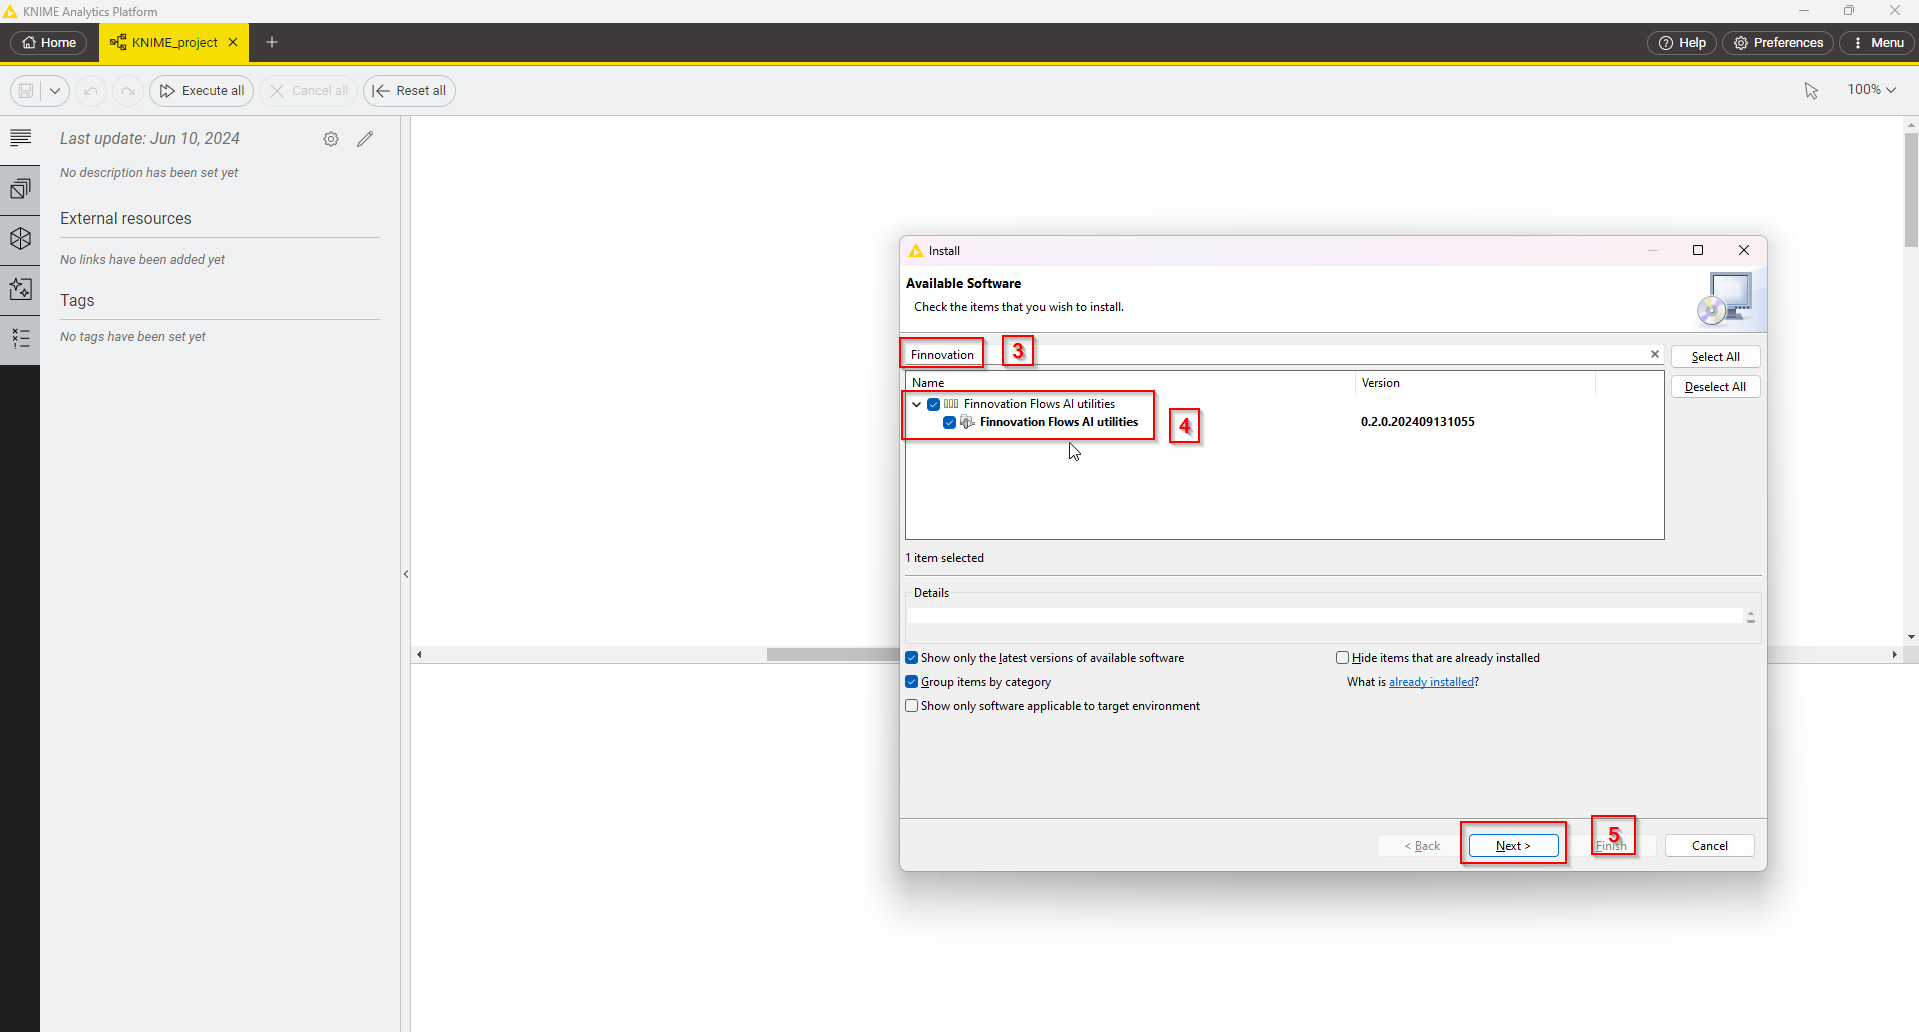 KNIME Analytics Platform
Home
KNIME_project
Help
Preferences
Menu
Execute all
Cancel all
Reset all
100%
Last update: Jun 10, 2024
No description has been set yet
External resources
No links have been added yet
Tags
No tags have been set yet
Install
Available Software
Check the items that you wish to install.
Finnovation
3
Select All
Deselect All
Name
Version
Finnovation Flows AI utilities
Finnovation Flows AI utilities
0.2.0.202409131055
4
1 item selected
Details
Show only the latest versions of available software
Hide items that are already installed
Group items by category
What is already installed?
Show only software applicable to target environment
< Back
Next >
5
Finish
Cancel